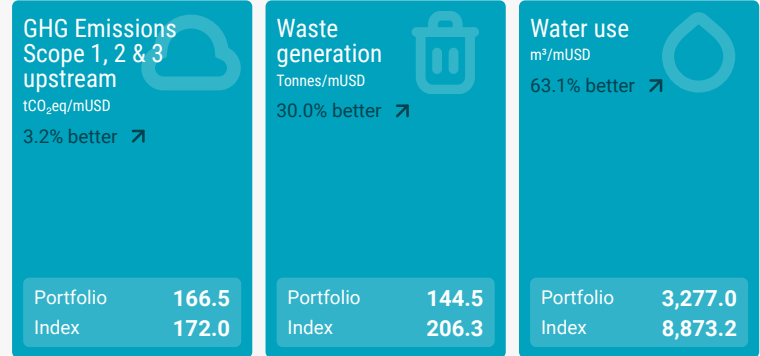 GHG Emissions
Scope 1, 2 & 3
upstream
tCO₂eq/mUSD
3.2% better
Portfolio 166.5
Index 172.0
Waste
generation
Tonnes/mUSD
30.0% better
Portfolio 144.5
Index 206.3
Water use
m³/mUSD
63.1% better
Portfolio 3,277.0
Index 8,873.2